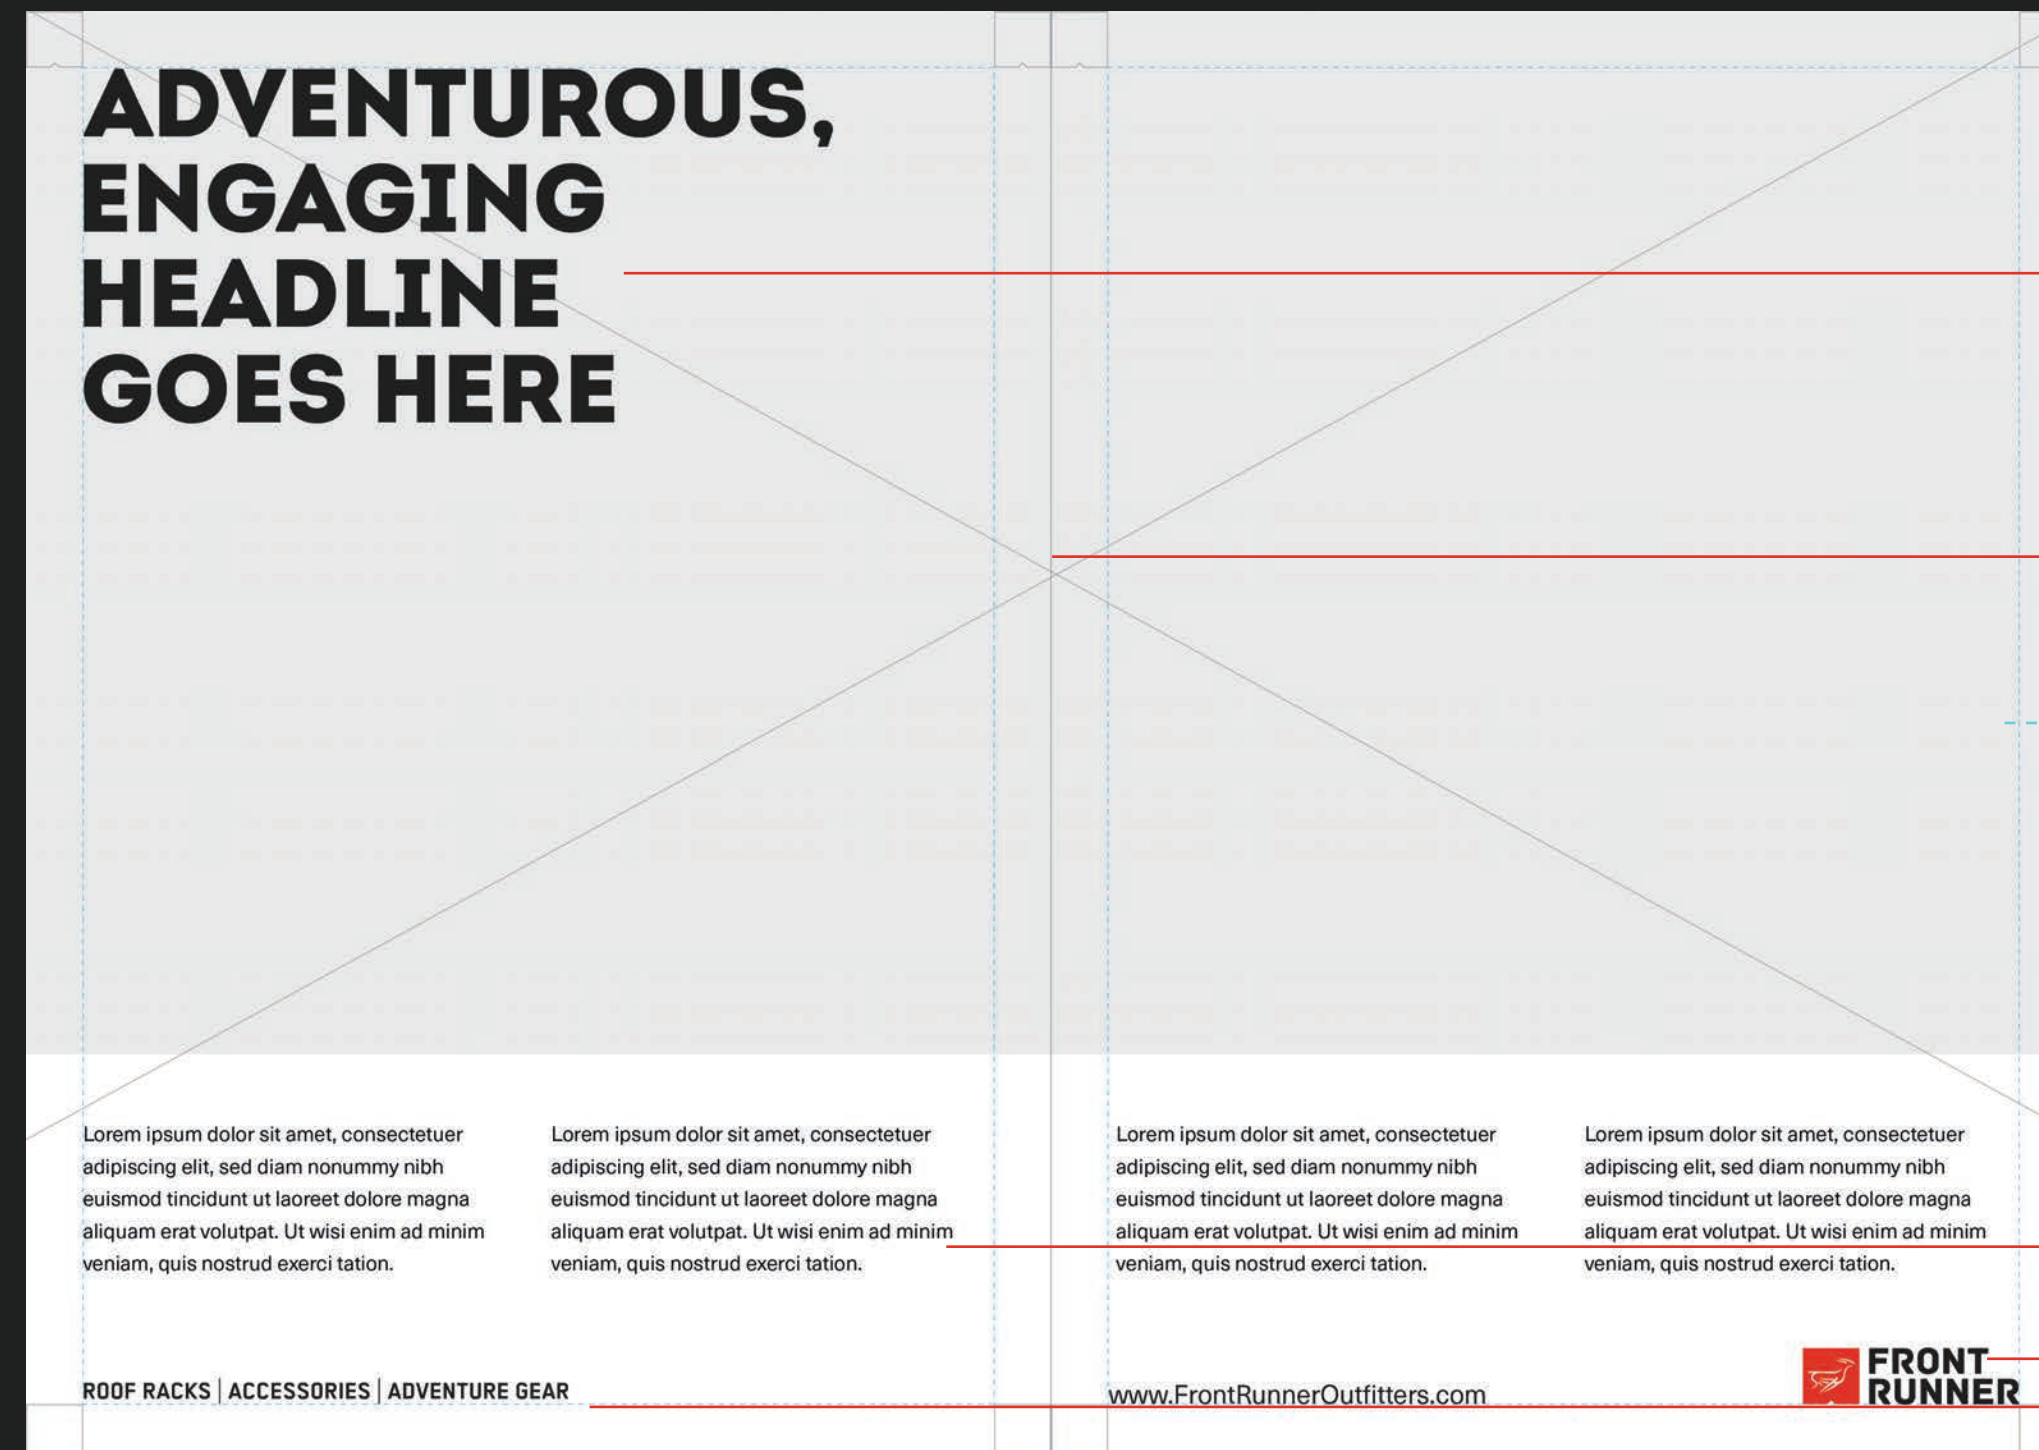 ADVENTUROUS,
ENGAGING
HEADLINE
GOES HERE
Lorem ipsum dolor sit amet, consectetuer
adipiscing elit, sed diam nonummy nibh
euismod tincidunt ut laoreet dolore magna
aliquam erat volutpat. Ut wisi enim ad minim
veniam, quis nostrud exerci tation.
Lorem ipsum dolor sit amet, consectetuer
adipiscing elit, sed diam nonummy nibh
euismod tincidunt ut laoreet dolore magna
aliquam erat volutpat. Ut wisi enim ad minim
veniam, quis nostrud exerci tation.
Lorem ipsum dolor sit amet, consectetuer
adipiscing elit, sed diam nonummy nibh
euismod tincidunt ut laoreet dolore magna
aliquam erat volutpat. Ut wisi enim ad minim
veniam, quis nostrud exerci tation.
Lorem ipsum dolor sit amet, consectetuer
adipiscing elit, sed diam nonummy nibh
euismod tincidunt ut laoreet dolore magna
aliquam erat volutpat. Ut wisi enim ad minim
veniam, quis nostrud exerci tation.
ROOF RACKS | ACCESSORIES | ADVENTURE GEAR
www.FrontRunnerOutfitters.com
FRONT
RUNNER